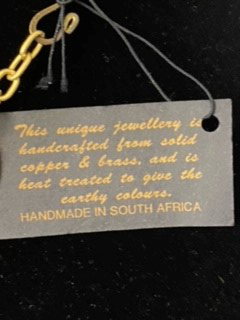 This unique jewellery is
handcrafted from solid
copper & brass, and is
heat treated to give the
earthy colours.
HANDMADE IN SOUTH AFRICA